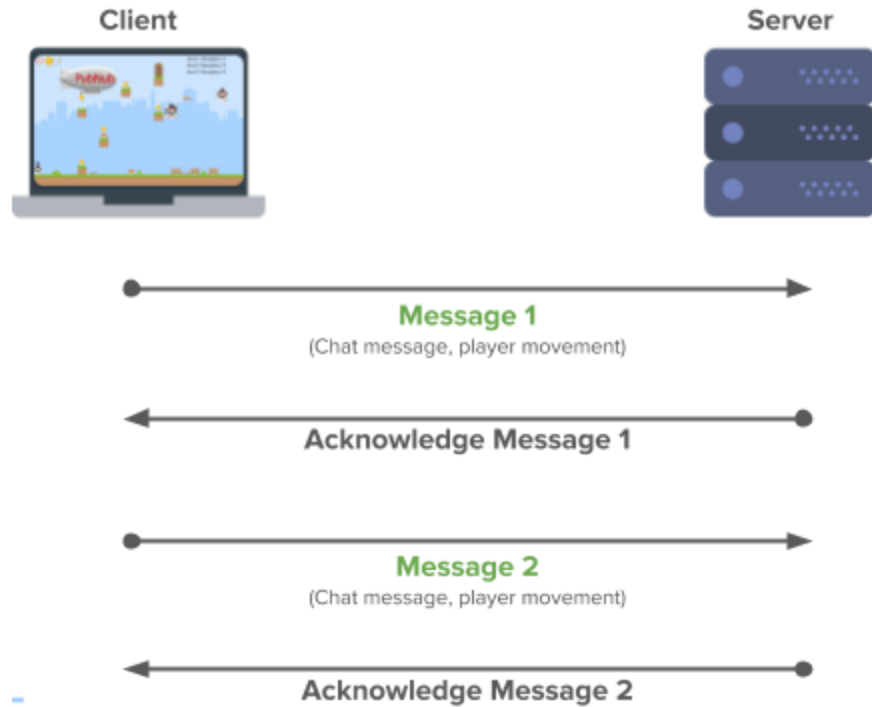 Client
Server
PubNub
Message 1
(Chat message, player movement)
Acknowledge Message 1
Message 2
(Chat message, player movement)
Acknowledge Message 2